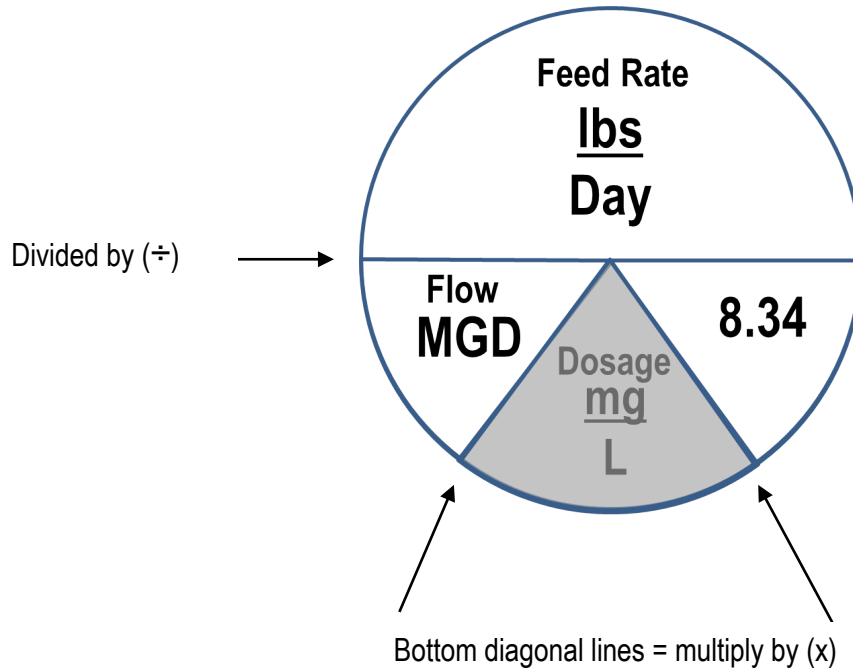 Feed Rate
lbs
Day
Divided by (÷)
Flow
MGD
8.34
Dosage
mg
L
Bottom diagonal lines = multiply by (x)